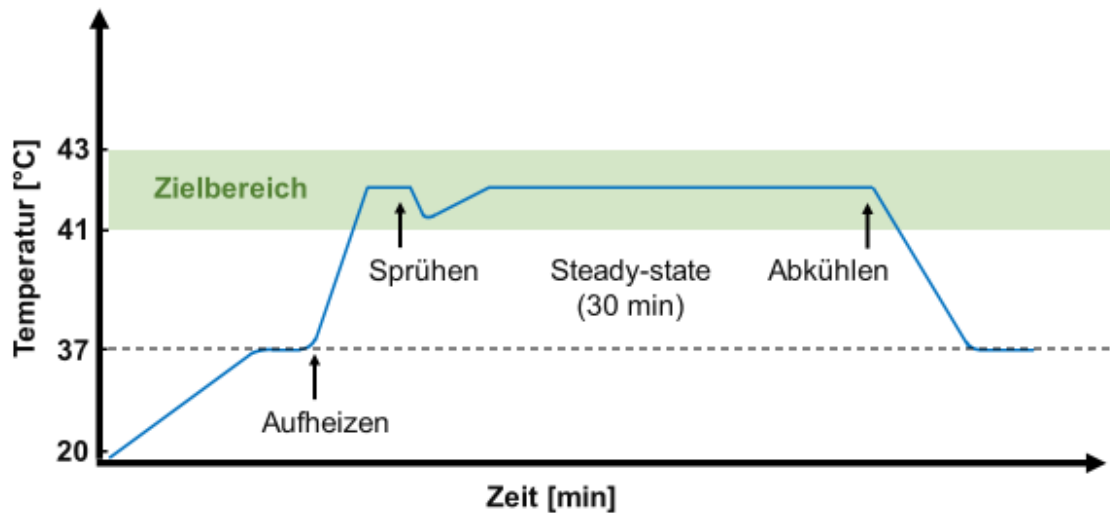 Temperatur [°C]
43
Zielbereich
41
Sprühen
Steady-state
(30 min)
Abkühlen
37
Aufheizen
20
Zeit [min]